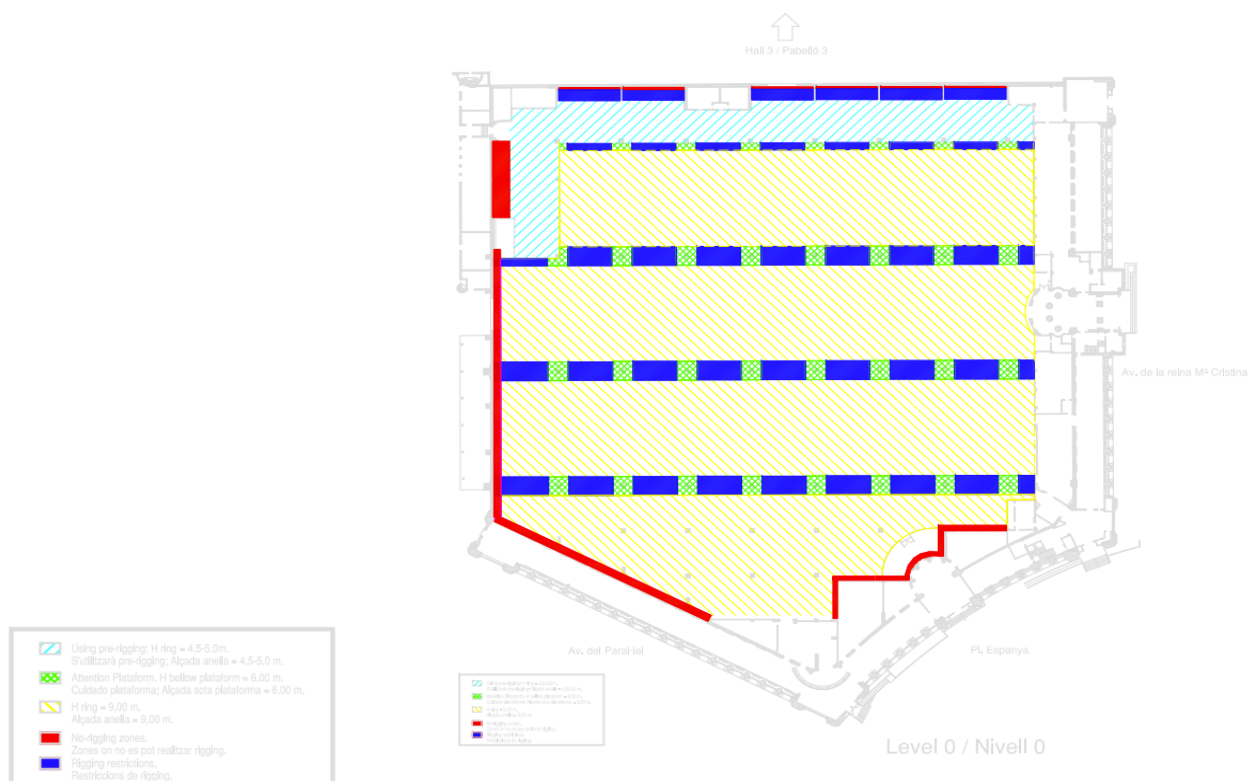 Hall 3 / Pabelló 3
Av. de la reina Mª Cristina
Av. del Paral·lel
Pl. Espanya
Level 0 / Nivell 0
Using pre-rigging: H ring = 4.5-5.0m.
S'utilitzarà pre-rigging: Alçada anella = 4.5-5.0 m.
Attention Plataform. H bellow plataform = 6.00 m.
Cuidado plataforma; Alçada sota plataforma = 6,00 m.
H ring = 9,00 m.
Alçada anella = 9,00 m.
No-rigging zones.
Zones on no es pot realitzar rigging.
Rigging restrictions.
Restriccions de rigging.